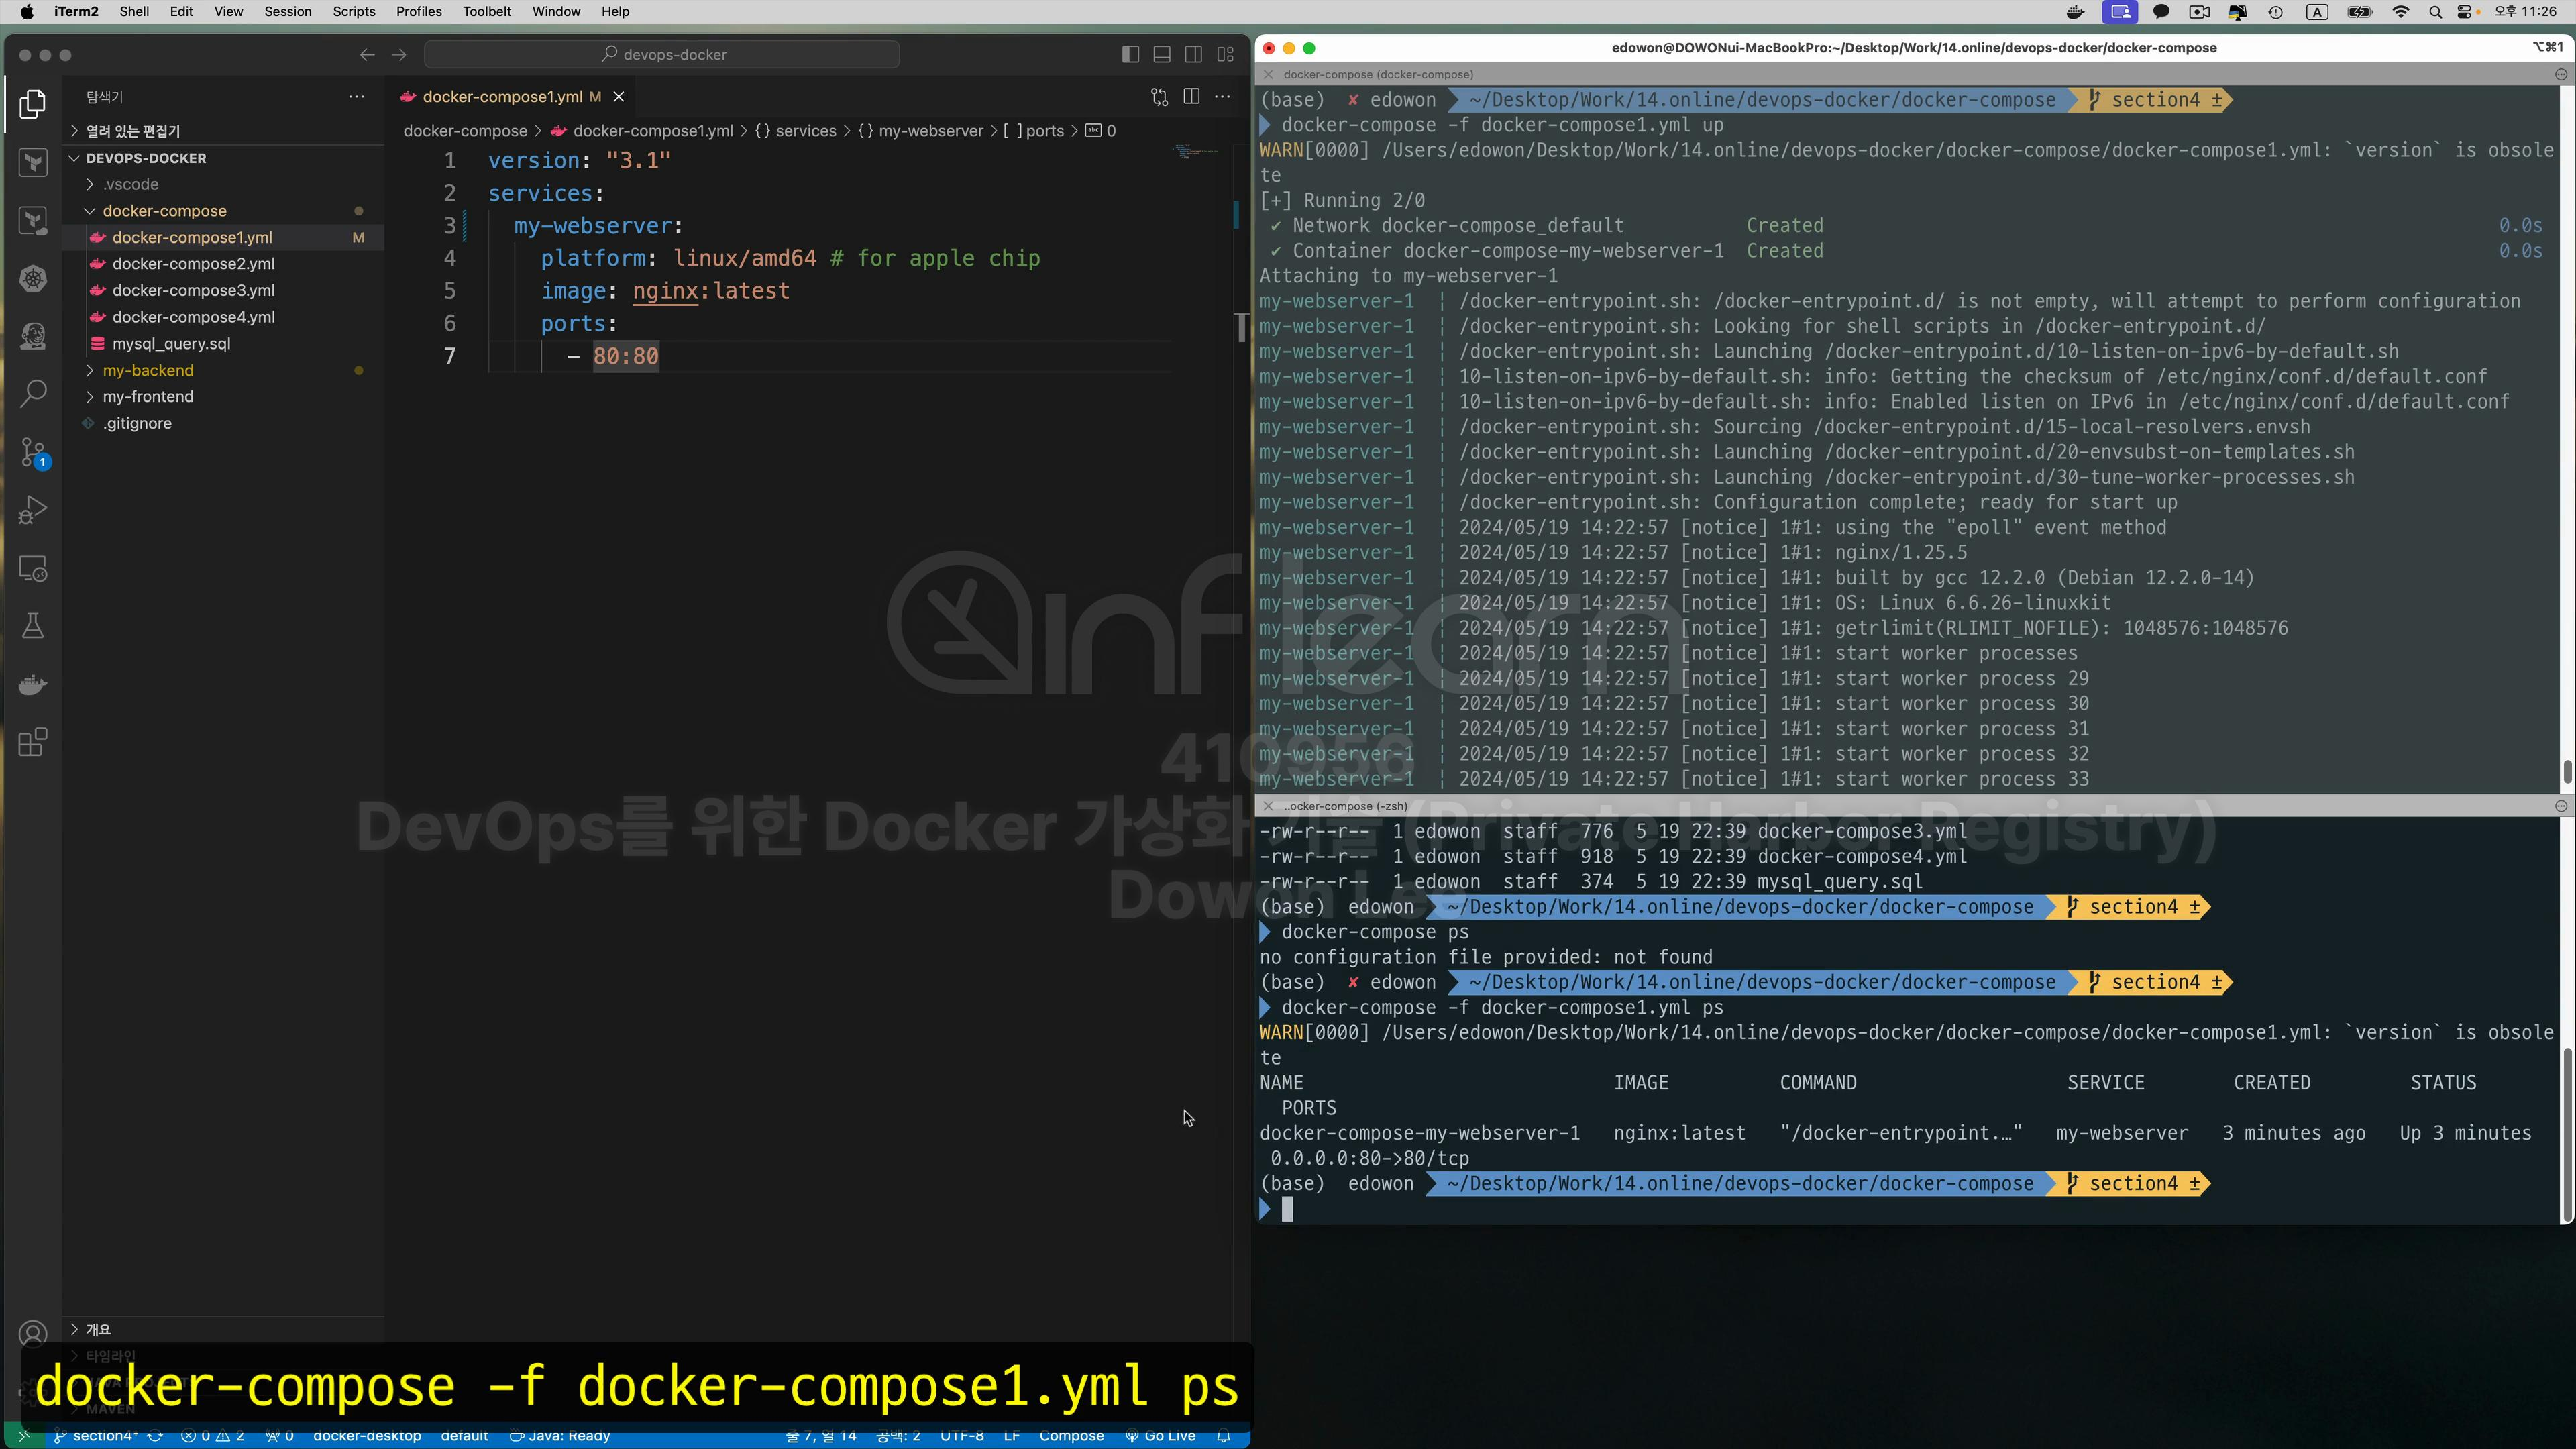 iTerm2 Shell Edit View Session Scripts Profiles Toolbelt Window Help
A 오후 11:26
devops-docker
탐색기
열려 있는 편집기
DEVOPS-DOCKER
.vscode
docker-compose
docker-compose1.yml M
docker-compose2.yml
docker-compose3.yml
docker-compose4.yml
mysql_query.sql
my-backend
my-frontend
.gitignore
1
개요
타임라인
MAVEN
docker-compose1.yml M
docker-compose > docker-compose1.yml > {} services > {} my-webserver > [ ] ports > abc 0
1 version: "3.1"
2 services:
3 my-webserver:
4 platform: linux/amd64 # for apple chip
5 image: nginx:latest
6 ports:
7 - 80:80
edowon@DOWONui-MacBookPro:~/Desktop/Work/14.online/devops-docker/docker-compose ⌥⌘1
docker-compose (docker-compose)
(base) ✘ edowon ~/Desktop/Work/14.online/devops-docker/docker-compose section4 ±
docker-compose -f docker-compose1.yml up
WARN[0000] /Users/edowon/Desktop/Work/14.online/devops-docker/docker-compose/docker-compose1.yml: `version` is obsole
te
[+] Running 2/0
✔ Network docker-compose_default Created 0.0s
✔ Container docker-compose-my-webserver-1 Created 0.0s
Attaching to my-webserver-1
my-webserver-1 | /docker-entrypoint.sh: /docker-entrypoint.d/ is not empty, will attempt to perform configuration
my-webserver-1 | /docker-entrypoint.sh: Looking for shell scripts in /docker-entrypoint.d/
my-webserver-1 | /docker-entrypoint.sh: Launching /docker-entrypoint.d/10-listen-on-ipv6-by-default.sh
my-webserver-1 | 10-listen-on-ipv6-by-default.sh: info: Getting the checksum of /etc/nginx/conf.d/default.conf
my-webserver-1 | 10-listen-on-ipv6-by-default.sh: info: Enabled listen on IPv6 in /etc/nginx/conf.d/default.conf
my-webserver-1 | /docker-entrypoint.sh: Sourcing /docker-entrypoint.d/15-local-resolvers.envsh
my-webserver-1 | /docker-entrypoint.sh: Launching /docker-entrypoint.d/20-envsubst-on-templates.sh
my-webserver-1 | /docker-entrypoint.sh: Launching /docker-entrypoint.d/30-tune-worker-processes.sh
my-webserver-1 | /docker-entrypoint.sh: Configuration complete; ready for start up
my-webserver-1 | 2024/05/19 14:22:57 [notice] 1#1: using the "epoll" event method
my-webserver-1 | 2024/05/19 14:22:57 [notice] 1#1: nginx/1.25.5
my-webserver-1 | 2024/05/19 14:22:57 [notice] 1#1: built by gcc 12.2.0 (Debian 12.2.0-14)
my-webserver-1 | 2024/05/19 14:22:57 [notice] 1#1: OS: Linux 6.6.26-linuxkit
my-webserver-1 | 2024/05/19 14:22:57 [notice] 1#1: getrlimit(RLIMIT_NOFILE): 1048576:1048576
my-webserver-1 | 2024/05/19 14:22:57 [notice] 1#1: start worker processes
my-webserver-1 | 2024/05/19 14:22:57 [notice] 1#1: start worker process 29
my-webserver-1 | 2024/05/19 14:22:57 [notice] 1#1: start worker process 30
my-webserver-1 | 2024/05/19 14:22:57 [notice] 1#1: start worker process 31
my-webserver-1 | 2024/05/19 14:22:57 [notice] 1#1: start worker process 32
my-webserver-1 | 2024/05/19 14:22:57 [notice] 1#1: start worker process 33
..ocker-compose (-zsh)
-rw-r--r-- 1 edowon staff 776 5 19 22:39 docker-compose3.yml
-rw-r--r-- 1 edowon staff 918 5 19 22:39 docker-compose4.yml
-rw-r--r-- 1 edowon staff 374 5 19 22:39 mysql_query.sql
(base) edowon ~/Desktop/Work/14.online/devops-docker/docker-compose section4 ±
docker-compose ps
no configuration file provided: not found
(base) ✘ edowon ~/Desktop/Work/14.online/devops-docker/docker-compose section4 ±
docker-compose -f docker-compose1.yml ps
WARN[0000] /Users/edowon/Desktop/Work/14.online/devops-docker/docker-compose/docker-compose1.yml: `version` is obsole
te
NAME IMAGE COMMAND SERVICE CREATED STATUS
PORTS
docker-compose-my-webserver-1 nginx:latest "/docker-entrypoint.…" my-webserver 3 minutes ago Up 3 minutes
0.0.0.0:80->80/tcp
(base) edowon ~/Desktop/Work/14.online/devops-docker/docker-compose section4 ±
inflearn
410956
DevOps를 위한 Docker 가상화 기술 (Private Harbor Registry)
Dowon Lee
docker-compose -f docker-compose1.yml ps
section4* 0 2 0 docker-desktop default Java: Ready 줄 7, 열 14 공백: 2 UTF-8 LF Compose Go Live